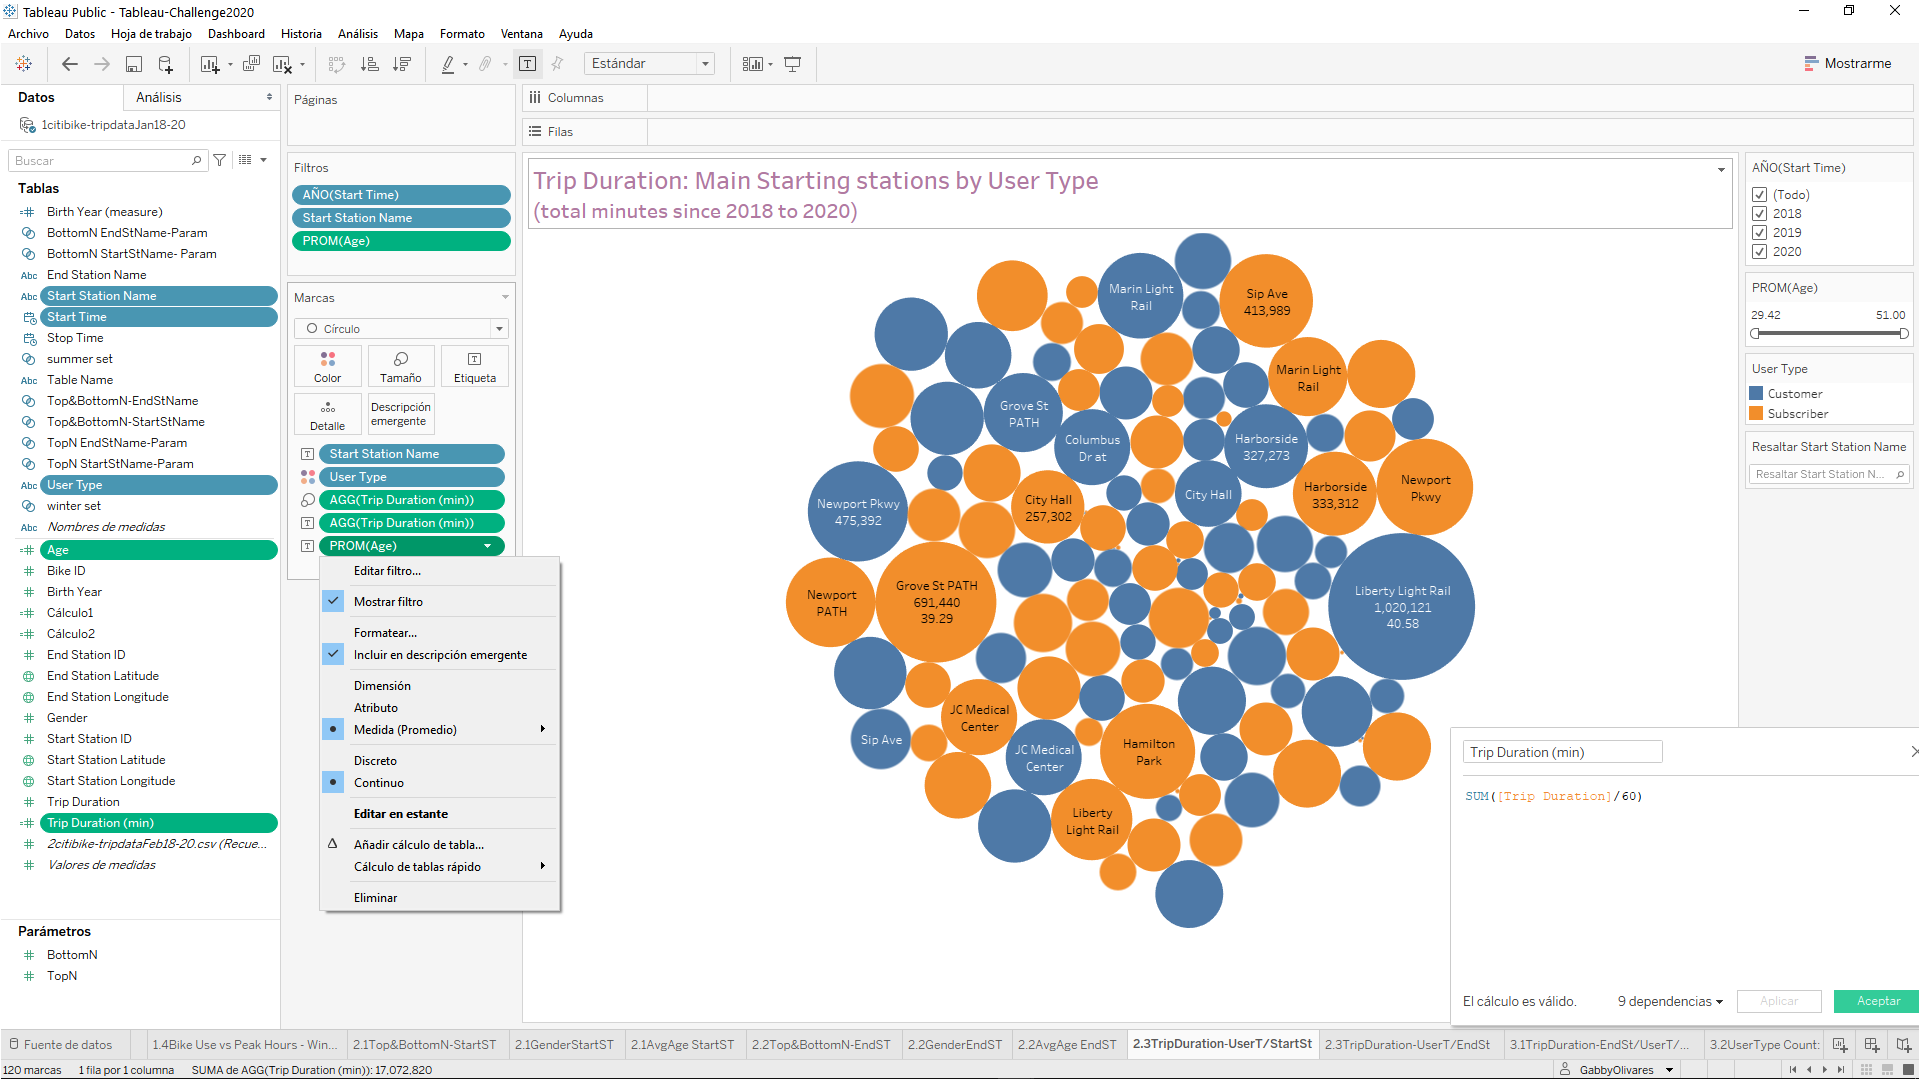 Tableau Public - Tableau-Challenge2020
Archivo Datos Hoja de trabajo Dashboard Historia Análisis Mapa Formato Ventana Ayuda
Estándar
Mostrarme
Datos
Análisis
1citibike-tripdataJan18-20
Buscar
Tablas
Birth Year (measure)
BottomN EndStName-Param
BottomN StartStName- Param
Abc End Station Name
Abc Start Station Name
Start Time
Stop Time
summer set
Abc Table Name
Top&BottomN-EndStName
Top&BottomN-StartStName
TopN EndStName-Param
TopN StartStName-Param
Abc User Type
winter set
Abc Nombres de medidas
Age
Bike ID
Birth Year
Cálculo1
Cálculo2
End Station ID
End Station Latitude
End Station Longitude
Gender
Start Station ID
Start Station Latitude
Start Station Longitude
Trip Duration
Trip Duration (min)
2citibike-tripdataFeb18-20.csv (Recue...
Valores de medidas
Parámetros
BottomN
TopN
Páginas
Filtros
AÑO(Start Time)
Start Station Name
PROM(Age)
Marcas
Círculo
Color
Tamaño
Etiqueta
Detalle
Descripción
emergente
Start Station Name
User Type
AGG(Trip Duration (min))
AGG(Trip Duration (min))
PROM(Age)
Editar filtro...
Mostrar filtro
Formatear...
Incluir en descripción emergente
Dimensión
Atributo
Medida (Promedio)
Discreto
Continuo
Editar en estante
Añadir cálculo de tabla...
Cálculo de tablas rápido
Eliminar
Columnas
Filas
Trip Duration: Main Starting stations by User Type
(total minutes since 2018 to 2020)
Marin Light
Rail
Sip Ave
413,989
Marin Light
Rail
Grove St
PATH
Columbus
Dr at
Harborside
327,273
Newport Pkwy
475,392
City Hall
257,302
City Hall
Harborside
333,312
Newport
Pkwy
Newport
PATH
Grove St PATH
691,440
39.29
Liberty Light Rail
1,020,121
40.58
JC Medical
Center
Sip Ave
JC Medical
Center
Hamilton
Park
Liberty
Light Rail
AÑO(Start Time)
(Todo)
2018
2019
2020
PROM(Age)
29.42 51.00
User Type
Customer
Subscriber
Resaltar Start Station Name
Resaltar Start Station N...
Trip Duration (min)
SUM([Trip Duration]/60)
El cálculo es válido.
9 dependencias
Aplicar
Aceptar
Fuente de datos
1.4Bike Use vs Peak Hours - Win...
2.1Top&BottomN-StartST
2.1GenderStartST
2.1AvgAge StartST
2.2Top&BottomN-EndST
2.2GenderEndST
2.2AvgAge EndST
2.3TripDuration-UserT/StartSt
2.3TripDuration-UserT/EndSt
3.1TripDuration-EndSt/UserT/...
3.2UserType Count:
120 marcas 1 fila por 1 columna SUMA de AGG(Trip Duration (min)): 17,072,820
GabbyOlivares